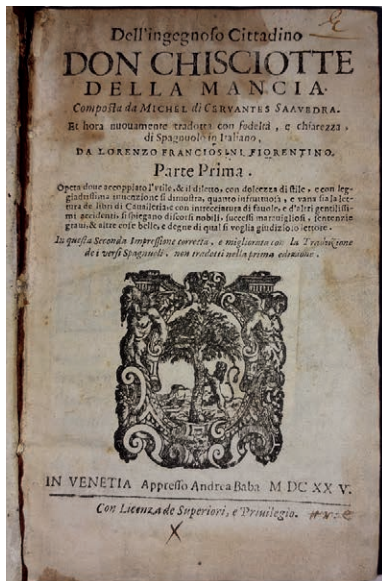 Dell'ingegnoso Cittadino
DON CHISCIOTTE
DELLA MANCIA.
Composta da MICHEL di CERVANTES SAAVEDRA.
Et hora nuouamente tradotta con fedeltà, e chiarezza,
di Spagnuolo in Italiano,
DA LORENZO FRANCIOSINI, FIORENTINO.
Parte Prima.
Opera doue accoppiato l'vtile, & il diletto, con dolcezza di stile, e con leg-
giadrissima inuenzione si dimostra, quanto infruttuosa, e vana sia la let-
tura de' libri di Caualleria: con intrecciatura di fauole, e d'altri gentilissi-
mi accidenti, si spiegano discorsi nobili, successi marauigliosi, sentenzie
graui, & altre cose belle, e degne di qual si voglia giudizioso lettore.
In questa Seconda Impressione corretta, e migliorata con la Traduzione
de i versi Spagnuoli, non tradotti nella prima edizione.
IN VENETIA Appresso Andrea Baba M DC XX V.
Con Licenza de Superiori, e Priuilegio.
X